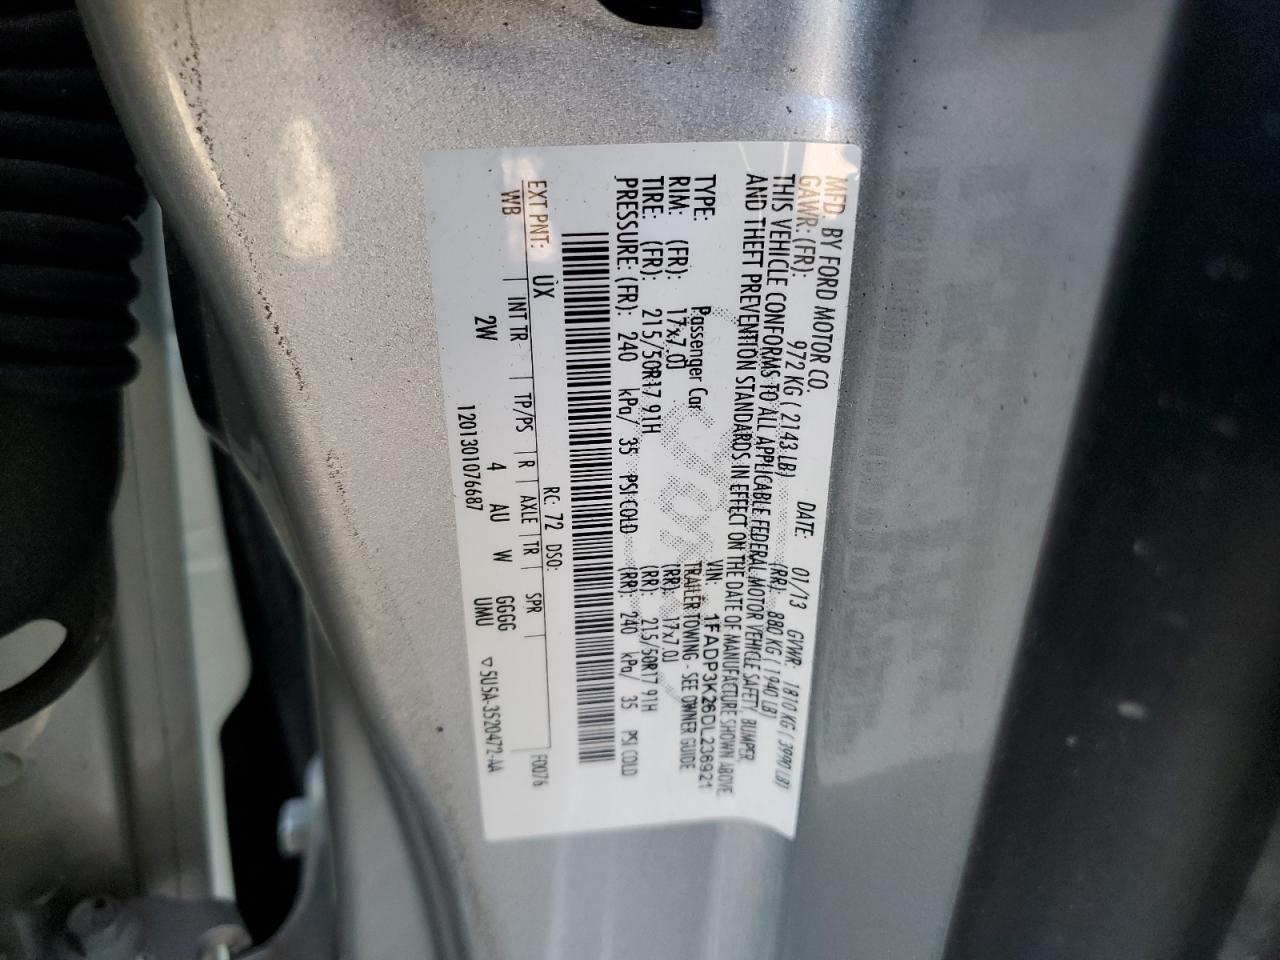 MFD. BY FORD MOTOR CO.
DATE: 01/13 GVWR: 1810 KG ( 3990 LB)
GAWR: (FR): 972 KG ( 2143 LB) (RR): 880 KG ( 1940 LB)
THIS VEHICLE CONFORMS TO ALL APPLICABLE FEDERAL MOTOR VEHICLE SAFETY, BUMPER,
AND THEFT PREVENTION STANDARDS IN EFFECT ON THE DATE OF MANUFACTURE SHOWN ABOVE.
VIN: 1FADP3K26DL236921
TYPE: Passenger Car TRAILER TOWING - SEE OWNER GUIDE
RIM: (FR): 17x7.0J (RR): 17x7.0J
TIRE: (FR): 215/50R17 91H (RR): 215/50R17 91H
PRESSURE: (FR): 240 kPa/ 35 PSI COLD (RR): 240 kPa/ 35 PSI COLD
EXT PNT: UX RC: 72 DSO: F0076
WB INT TR TP/PS R AXLE TR SPR
2W 4 AU W GGGG
UMU
120130107​6687 ▽5U5A-3520472-AA